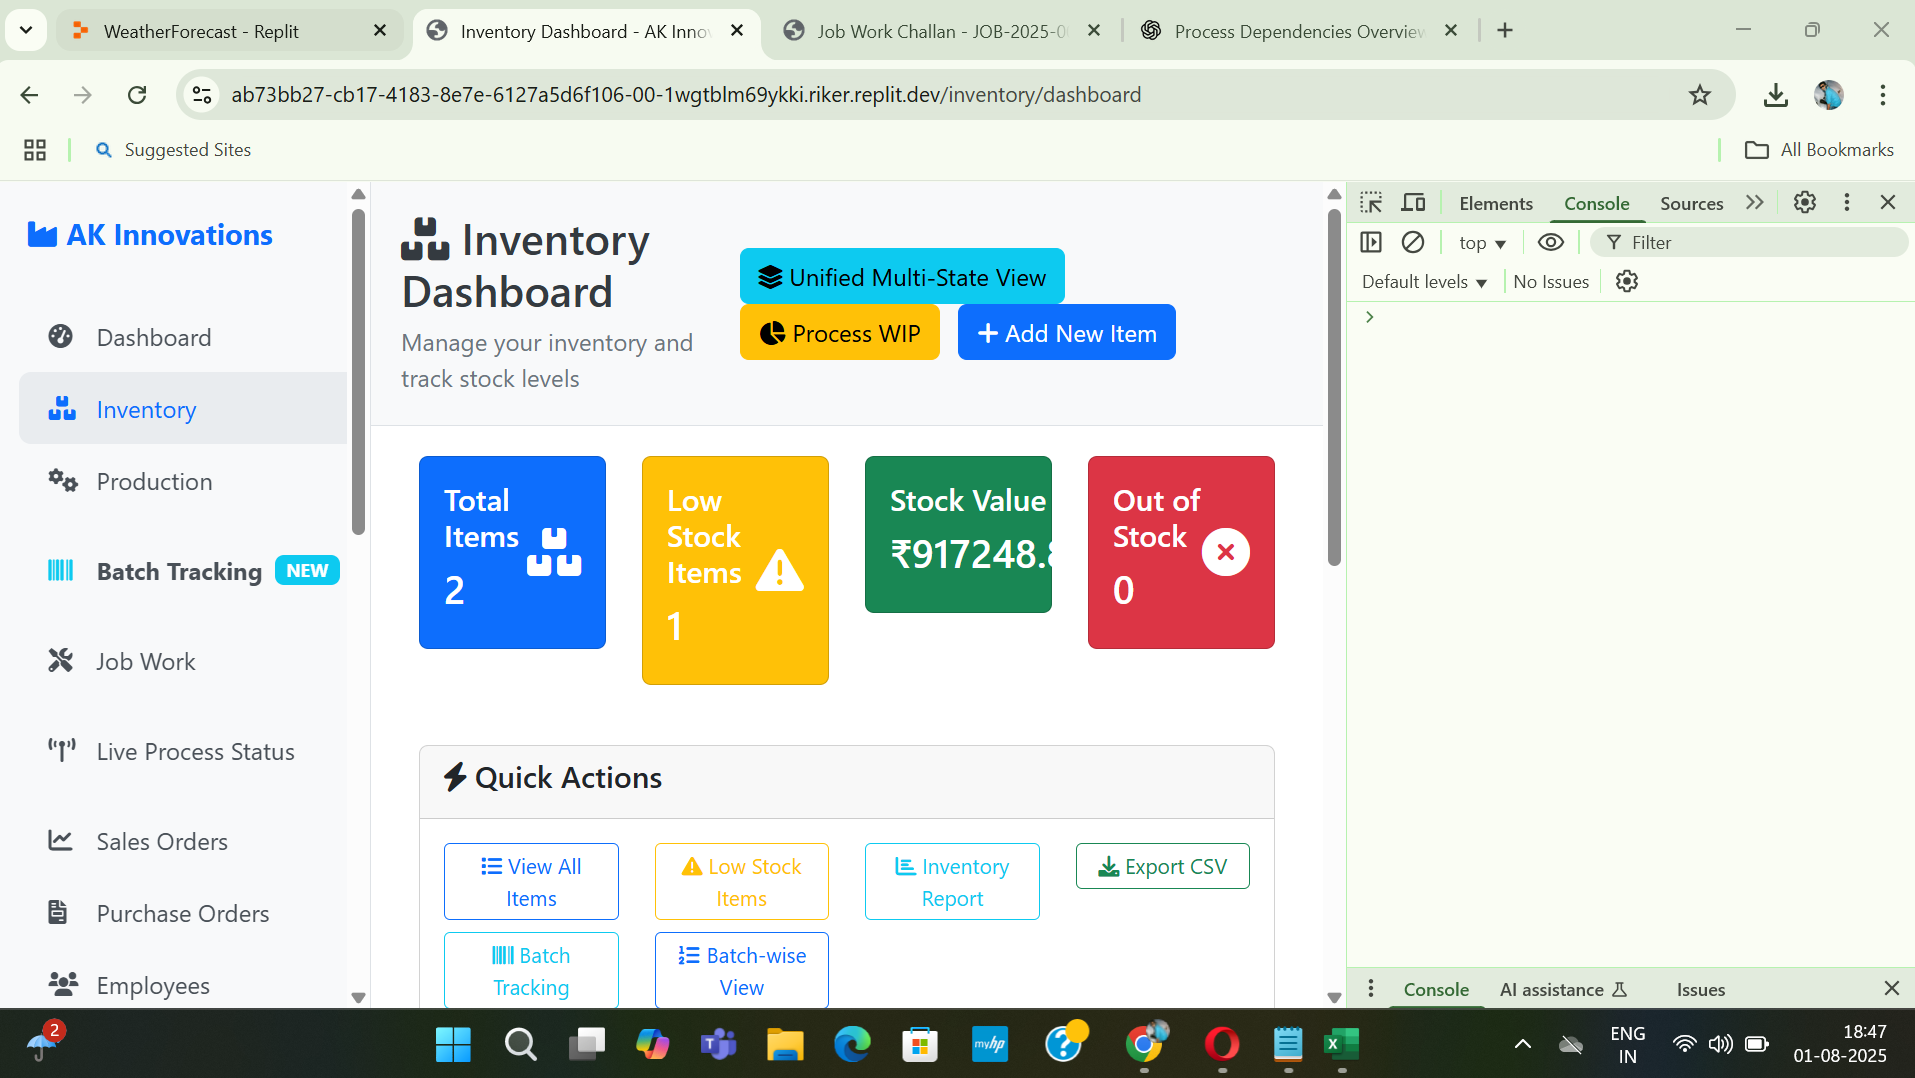 WeatherForecast - Replit
Inventory Dashboard - AK Inno
Job Work Challan - JOB-2025-0
Process Dependencies Overview
ab73bb27-cb17-4183-8e7e-6127a5d6f106-00-1wgtblm69ykki.riker.replit.dev/inventory/dashboard
Suggested Sites
All Bookmarks
AK Innovations
Dashboard
Inventory
Production
Batch Tracking NEW
Job Work
Live Process Status
Sales Orders
Purchase Orders
Employees
Inventory
Dashboard
Manage your inventory and
track stock levels
Unified Multi-State View
Process WIP
Add New Item
Total
Items
2
Low
Stock
Items
1
Stock Value
₹917248.8
Out of
Stock
0
Quick Actions
View All
Items
Low Stock
Items
Inventory
Report
Export CSV
Batch
Tracking
Batch-wise
View
Elements
Console
Sources
top
Filter
Default levels
No Issues
Console
AI assistance
Issues
2
myhp
ENG
IN
18:47
01-08-2025